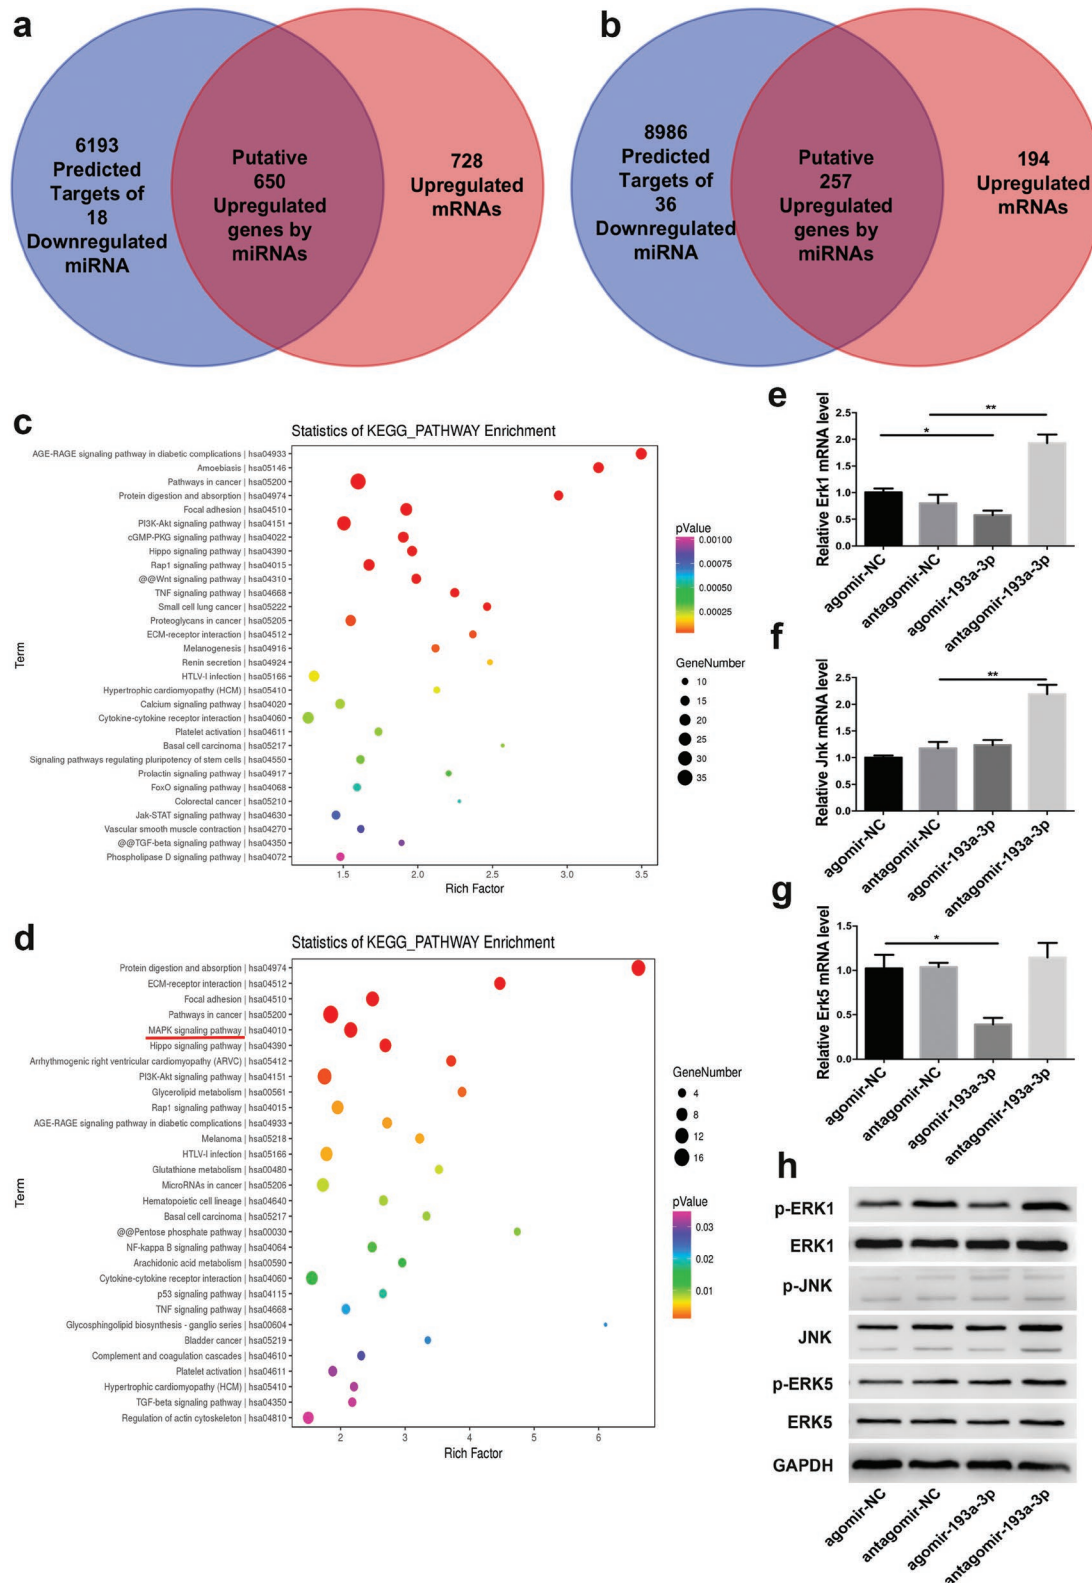 a
6193
Predicted
Targets of
18
Downregulated
miRNA
Putative
650
Upregulated
genes by
miRNAs
728
Upregulated
mRNAs
b
8986
Predicted
Targets of
36
Downregulated
miRNA
Putative
257
Upregulated
genes by
miRNAs
194
Upregulated
mRNAs
c
Statistics of KEGG_PATHWAY Enrichment
Term
AGE-RAGE signaling pathway in diabetic complications | hsa04933
Amoebiasis | hsa05146
Pathways in cancer | hsa05200
Protein digestion and absorption | hsa04974
Focal adhesion | hsa04510
PI3K-Akt signaling pathway | hsa04151
cGMP-PKG signaling pathway | hsa04022
Hippo signaling pathway | hsa04390
Rap1 signaling pathway | hsa04015
@@Wnt signaling pathway | hsa04310
TNF signaling pathway | hsa04668
Small cell lung cancer | hsa05222
Proteoglycans in cancer | hsa05205
ECM-receptor interaction | hsa04512
Melanogenesis | hsa04916
Renin secretion | hsa04924
HTLV-I infection | hsa05166
Hypertrophic cardiomyopathy (HCM) | hsa05410
Calcium signaling pathway | hsa04020
Cytokine-cytokine receptor interaction | hsa04060
Platelet activation | hsa04611
Basal cell carcinoma | hsa05217
Signaling pathways regulating pluripotency of stem cells | hsa04550
Prolactin signaling pathway | hsa04917
FoxO signaling pathway | hsa04068
Colorectal cancer | hsa05210
Jak-STAT signaling pathway | hsa04630
Vascular smooth muscle contraction | hsa04270
@@TGF-beta signaling pathway | hsa04350
Phospholipase D signaling pathway | hsa04072
1.5 2.0 2.5 3.0 3.5
Rich Factor
pValue
0.00100
0.00075
0.00050
0.00025
GeneNumber
10
15
20
25
30
35
d
Statistics of KEGG_PATHWAY Enrichment
Term
Protein digestion and absorption | hsa04974
ECM-receptor interaction | hsa04512
Focal adhesion | hsa04510
Pathways in cancer | hsa05200
MAPK signaling pathway | hsa04010
Hippo signaling pathway | hsa04390
Arrhythmogenic right ventricular cardiomyopathy (ARVC) | hsa05412
PI3K-Akt signaling pathway | hsa04151
Glycerolipid metabolism | hsa00561
Rap1 signaling pathway | hsa04015
AGE-RAGE signaling pathway in diabetic complications | hsa04933
Melanoma | hsa05218
HTLV-I infection | hsa05166
Glutathione metabolism | hsa00480
MicroRNAs in cancer | hsa05206
Hematopoietic cell lineage | hsa04640
Basal cell carcinoma | hsa05217
@@Pentose phosphate pathway | hsa00030
NF-kappa B signaling pathway | hsa04064
Arachidonic acid metabolism | hsa00590
Cytokine-cytokine receptor interaction | hsa04060
p53 signaling pathway | hsa04115
TNF signaling pathway | hsa04668
Glycosphingolipid biosynthesis - ganglio series | hsa00604
Bladder cancer | hsa05219
Complement and coagulation cascades | hsa04610
Platelet activation | hsa04611
Hypertrophic cardiomyopathy (HCM) | hsa05410
TGF-beta signaling pathway | hsa04350
Regulation of actin cytoskeleton | hsa04810
2 3 4 5 6
Rich Factor
GeneNumber
4
8
12
16
pValue
0.03
0.02
0.01
e
Relative Erk1 mRNA level
2.5
2.0
1.5
1.0
0.5
0.0
*
**
agomir-NC
antagomir-NC
agomir-193a-3p
antagomir-193a-3p
f
Relative Jnk mRNA level
2.5
2.0
1.5
1.0
0.5
0.0
**
agomir-NC
antagomir-NC
agomir-193a-3p
antagomir-193a-3p
g
Relative Erk5 mRNA level
1.5
1.0
0.5
0.0
*
agomir-NC
antagomir-NC
agomir-193a-3p
antagomir-193a-3p
h
p-ERK1
ERK1
p-JNK
JNK
p-ERK5
ERK5
GAPDH
agomir-NC
antagomir-NC
agomir-193a-3p
antagomir-193a-3p